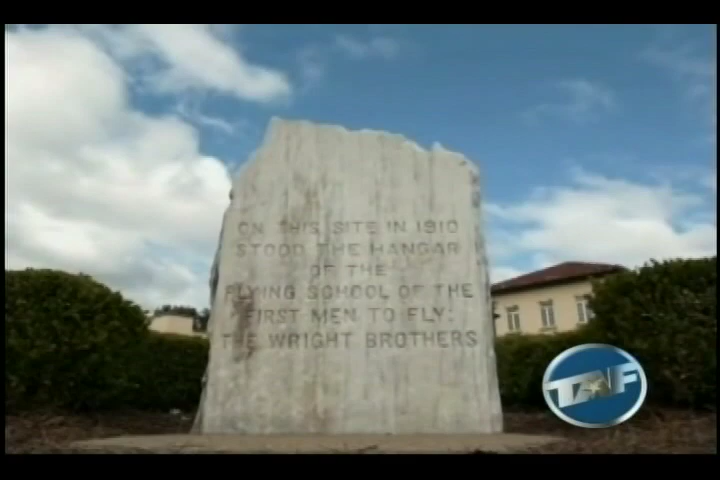 ON THIS SITE IN 1910
STOOD THE HANGAR
OF THE
FLYING SCHOOL OF THE
FIRST MEN TO FLY:
THE WRIGHT BROTHERS
TAF